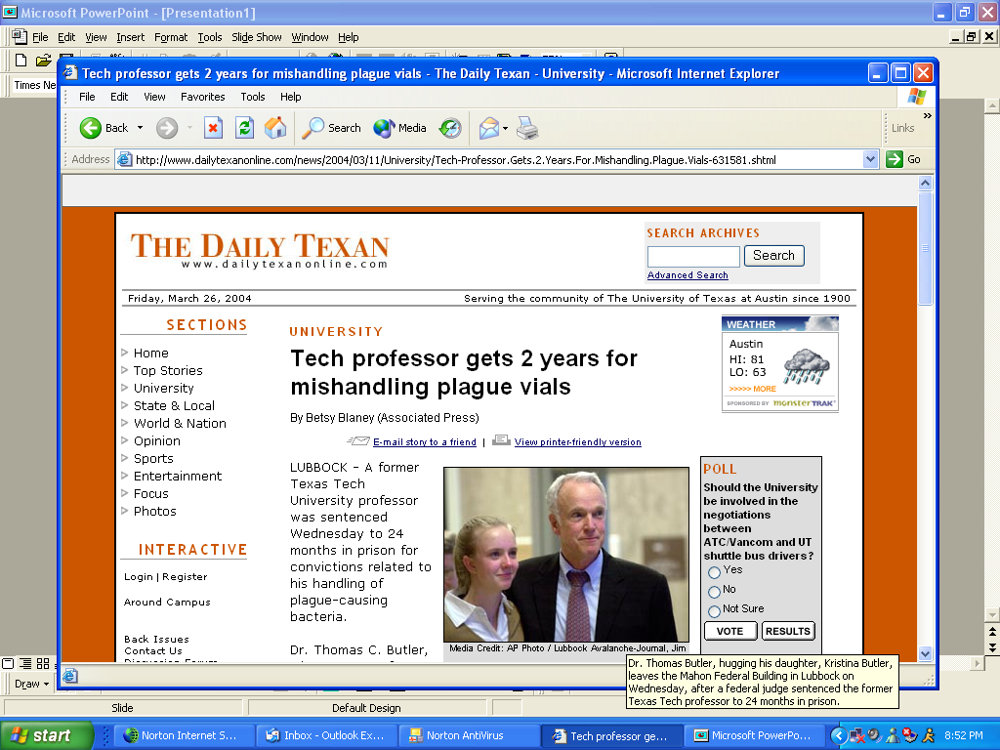 Microsoft PowerPoint - [Presentation1]
File Edit View Insert Format Tools Slide Show Window Help
Times Ne
Tech professor gets 2 years for mishandling plague vials - The Daily Texan - University - Microsoft Internet Explorer
File Edit View Favorites Tools Help
Back Search Media Links
Address http://www.dailytexanonline.com/news/2004/03/11/University/Tech-Professor.Gets.2.Years.For.Mishandling.Plague.Vials-631581.shtml Go
THE DAILY TEXAN
www.dailytexanonline.com
SEARCH ARCHIVES
Search
Advanced Search
Friday, March 26, 2004
Serving the community of The University of Texas at Austin since 1900
SECTIONS
Home
Top Stories
University
State & Local
World & Nation
Opinion
Sports
Entertainment
Focus
Photos
INTERACTIVE
Login | Register
Around Campus
Back Issues
Contact Us
Discussion Forum
UNIVERSITY
Tech professor gets 2 years for
mishandling plague vials
By Betsy Blaney (Associated Press)
E-mail story to a friend | View printer-friendly version
LUBBOCK - A former
Texas Tech
University professor
was sentenced
Wednesday to 24
months in prison for
convictions related to
his handling of
plague-causing
bacteria.
Dr. Thomas C. Butler,
Media Credit: AP Photo / Lubbock Avalanche-Journal, Jim
WEATHER
Austin
HI: 81
LO: 63
>>>>> MORE
SPONSORED BY MONSTERTRAK
POLL
Should the University
be involved in the
negotiations
between
ATC/Vancom and UT
shuttle bus drivers?
Yes
No
Not Sure
VOTE RESULTS
Dr. Thomas Butler, hugging his daughter, Kristina Butler,
leaves the Mahon Federal Building in Lubbock on
Wednesday, after a federal judge sentenced the former
Texas Tech professor to 24 months in prison.
Draw
Slide Default Design
start Norton Internet S... Inbox - Outlook Ex... Norton AntiVirus Tech professor ge... Microsoft PowerPo... 8:52 PM